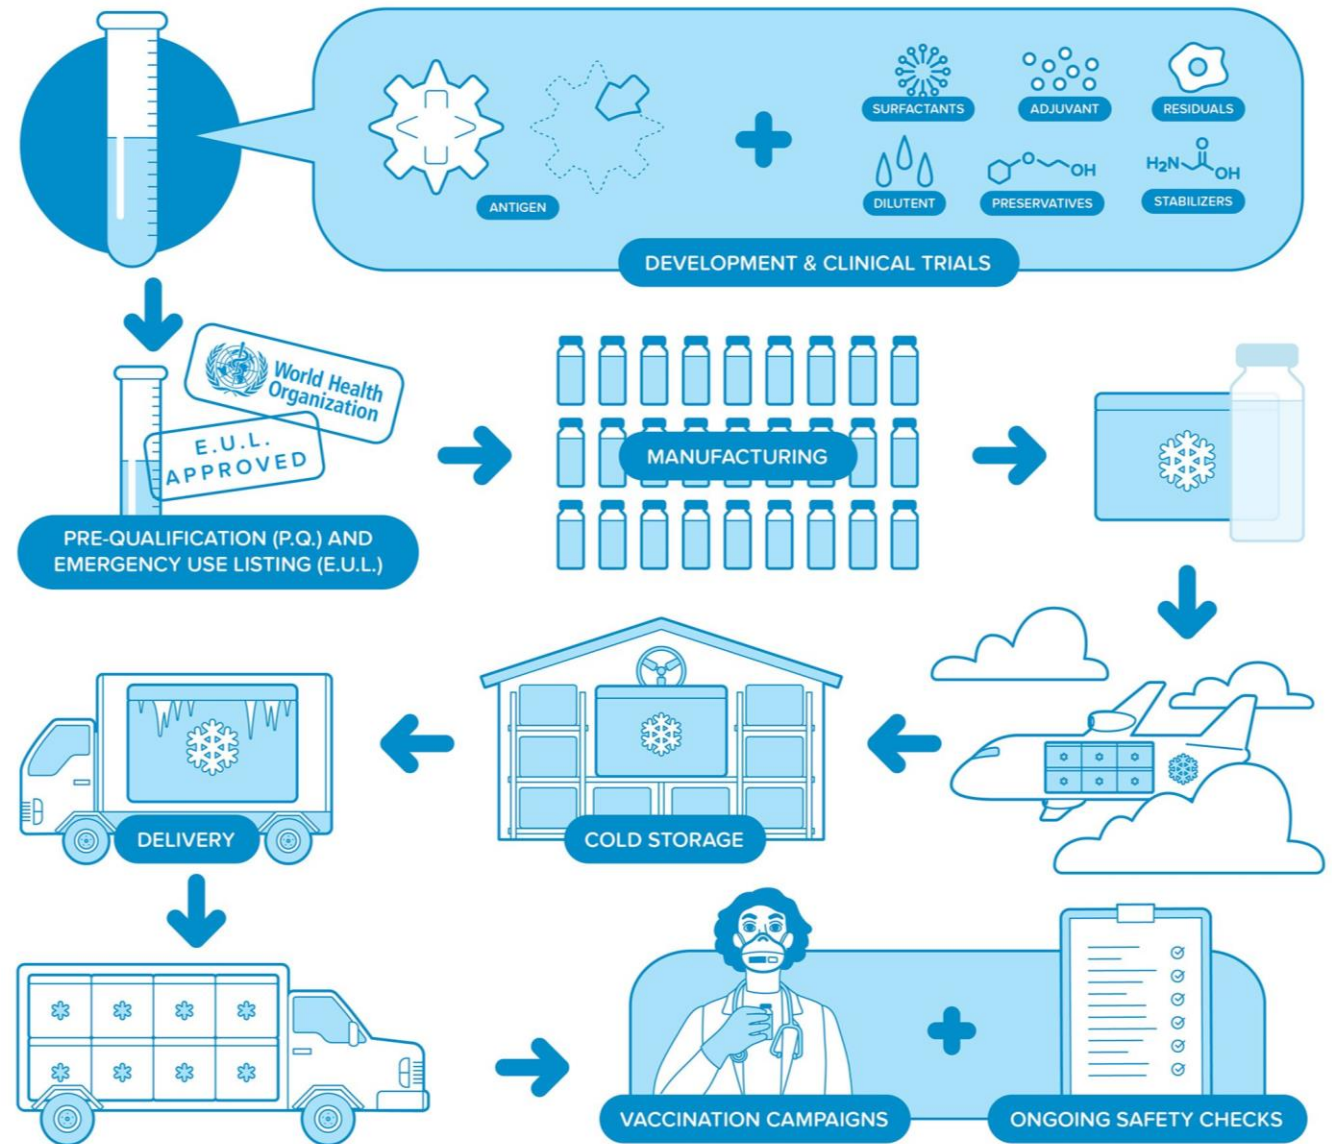 SURFACTANTS
ADJUVANT
RESIDUALS
H₂N
O
OH
O
OH
ANTIGEN
DILUTENT
PRESERVATIVES
STABILIZERS
DEVELOPMENT & CLINICAL TRIALS
World Health
Organization
E.U.L.
APPROVED
PRE-QUALIFICATION (P.Q.) AND
EMERGENCY USE LISTING (E.U.L.)
MANUFACTURING
DELIVERY
COLD STORAGE
VACCINATION CAMPAIGNS
ONGOING SAFETY CHECKS